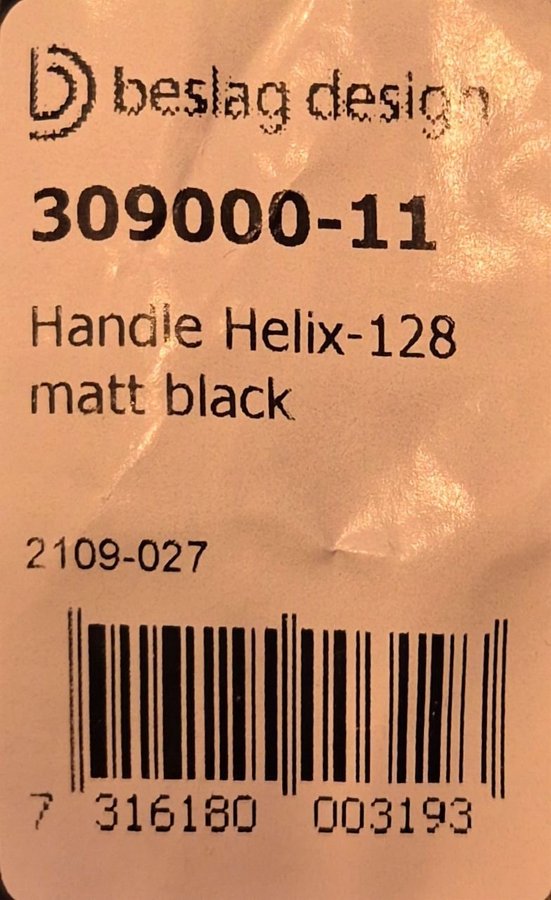 beslag design
309000-11
Handle Helix-128
matt black
2109-027
7 316180 003193